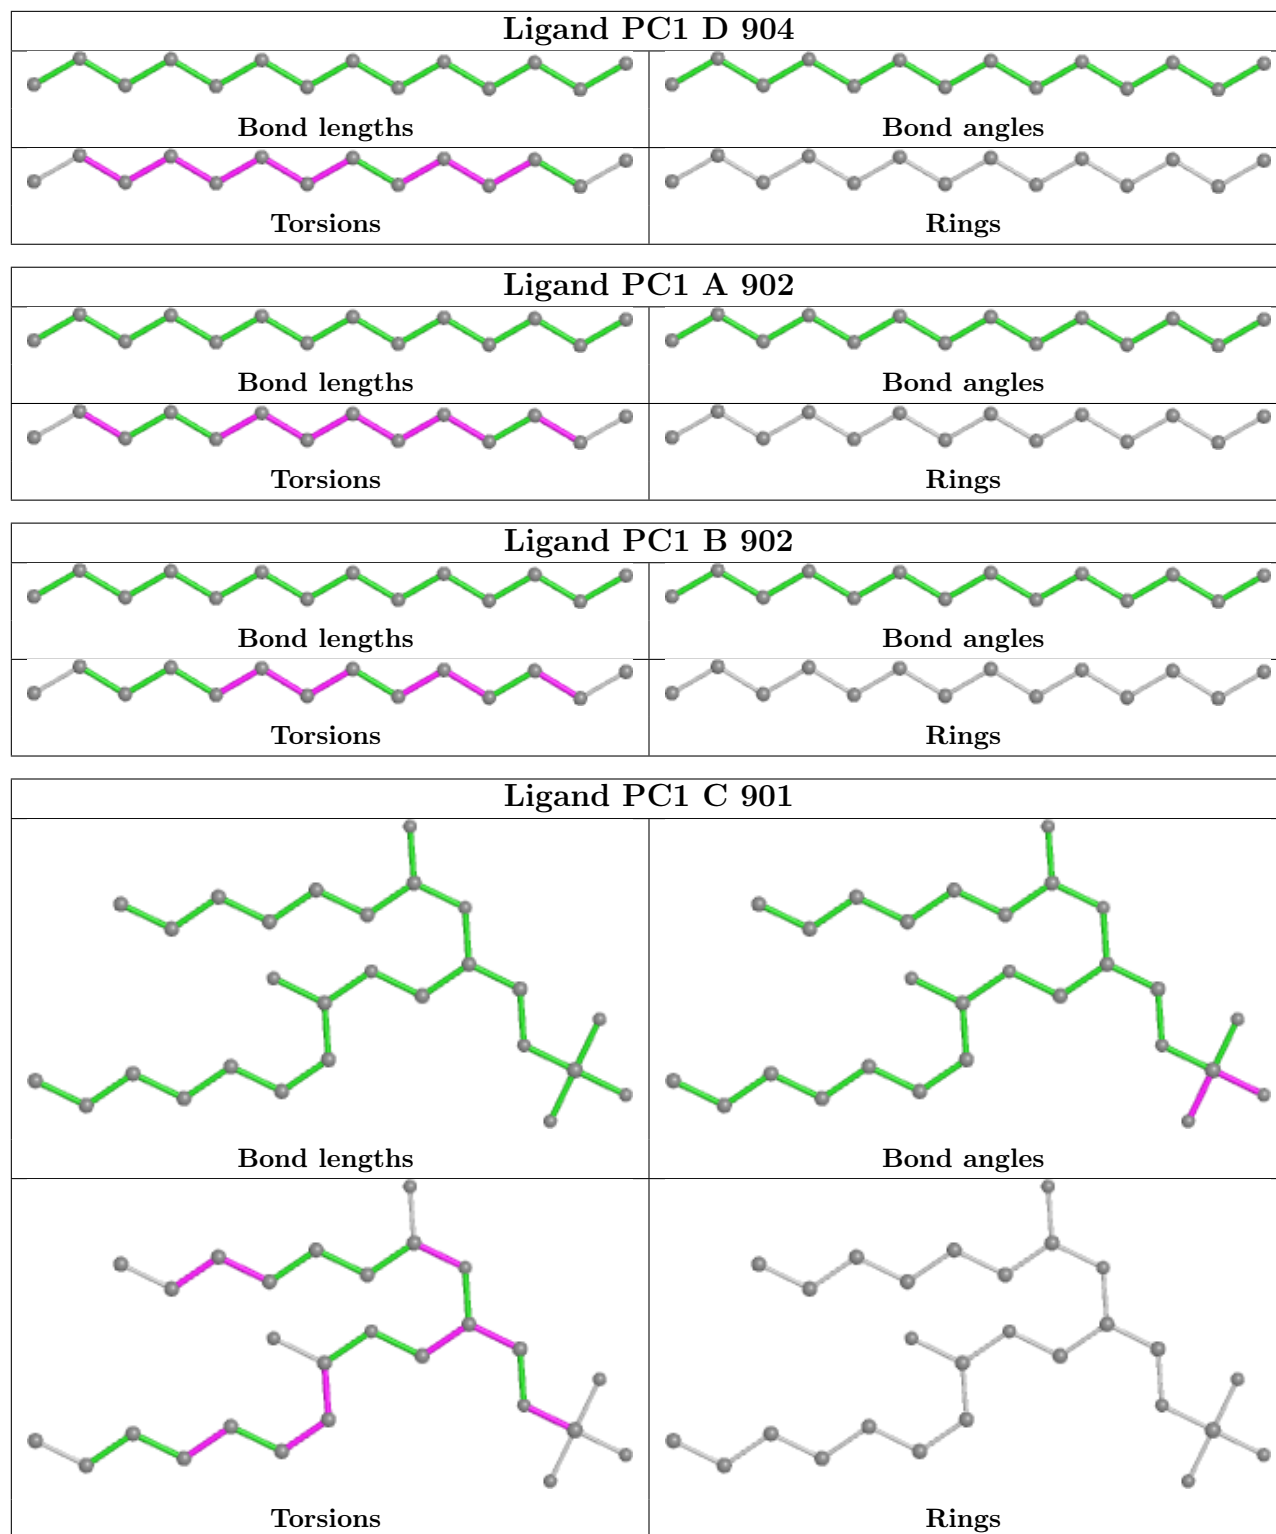 Ligand PC1 D 904
Bond lengths
Bond angles
Torsions
Rings
Ligand PC1 A 902
Bond lengths
Bond angles
Torsions
Rings
Ligand PC1 B 902
Bond lengths
Bond angles
Torsions
Rings
Ligand PC1 C 901
Bond lengths
Bond angles
Torsions
Rings